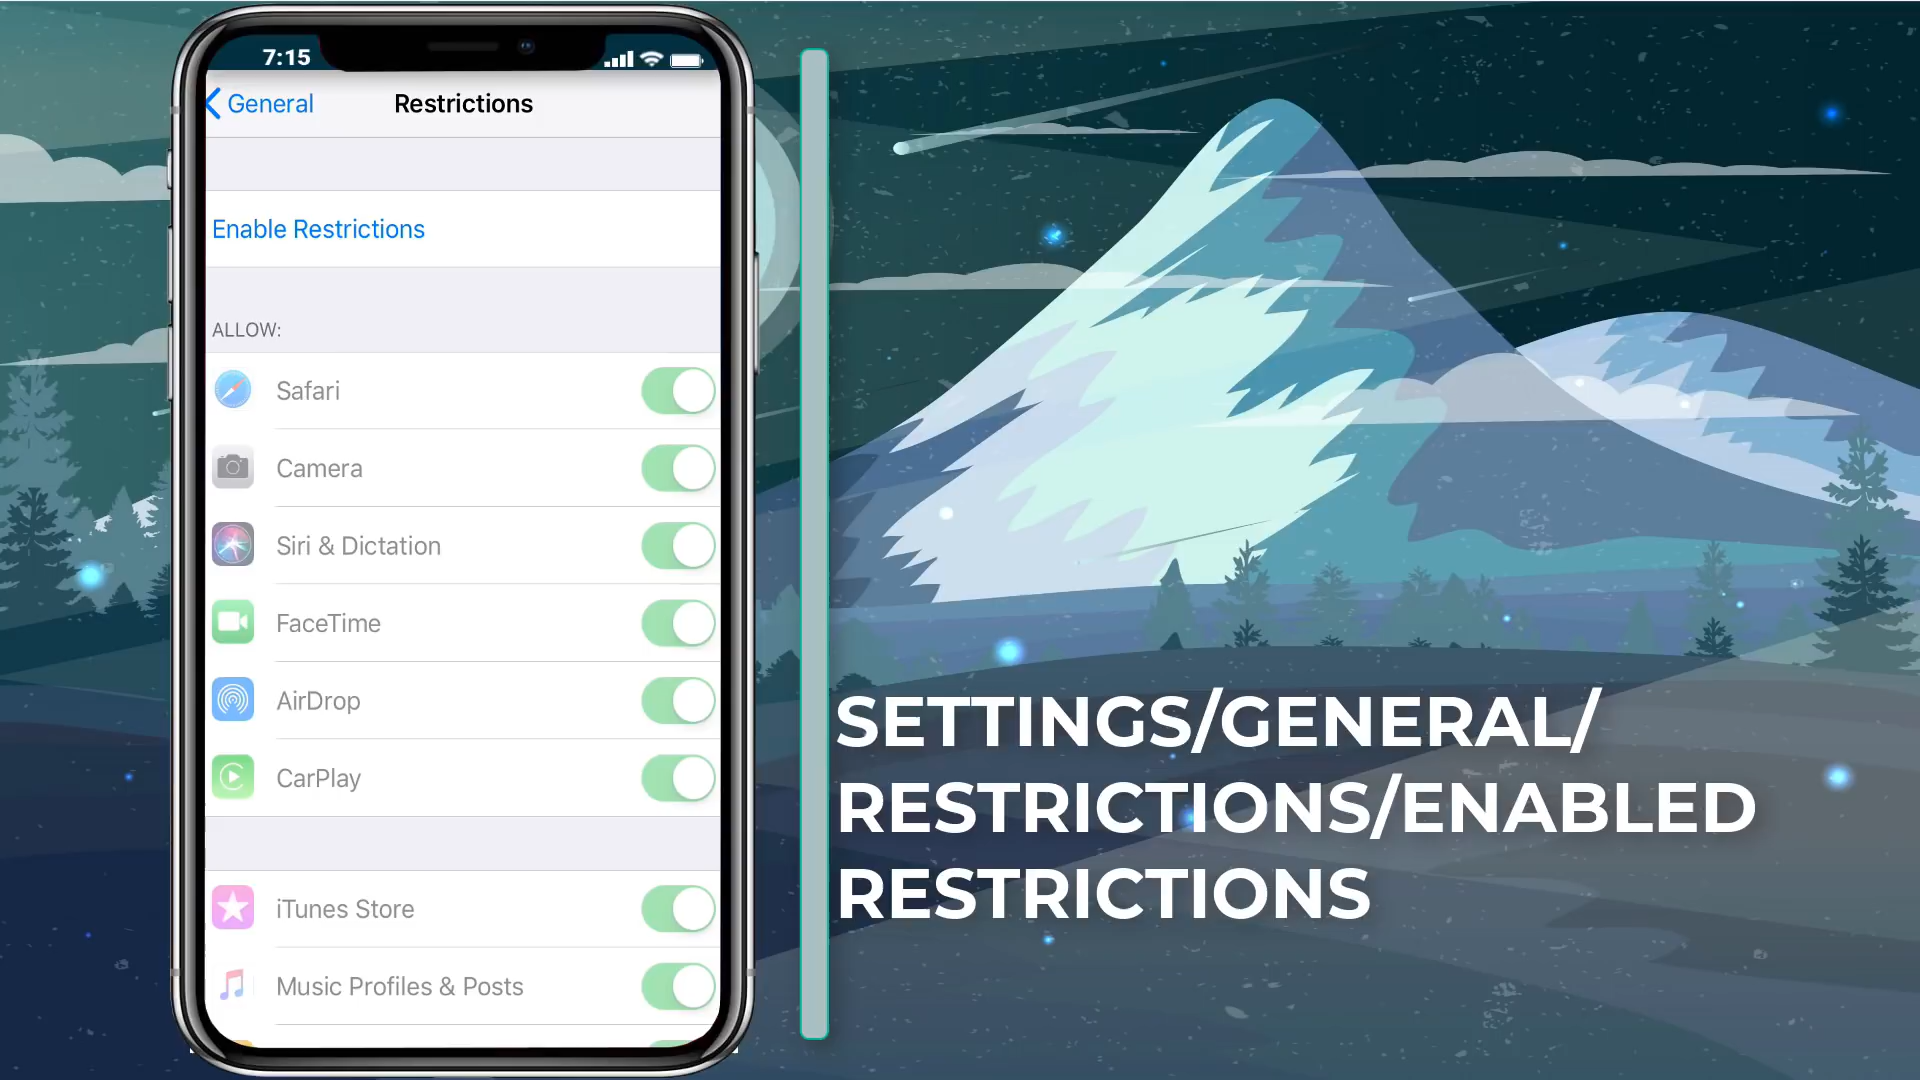 7:15
General
Restrictions
Enable Restrictions
ALLOW:
Safari
Camera
Siri & Dictation
FaceTime
AirDrop
CarPlay
iTunes Store
Music Profiles & Posts
SETTINGS/GENERAL/
RESTRICTIONS/ENABLED
RESTRICTIONS